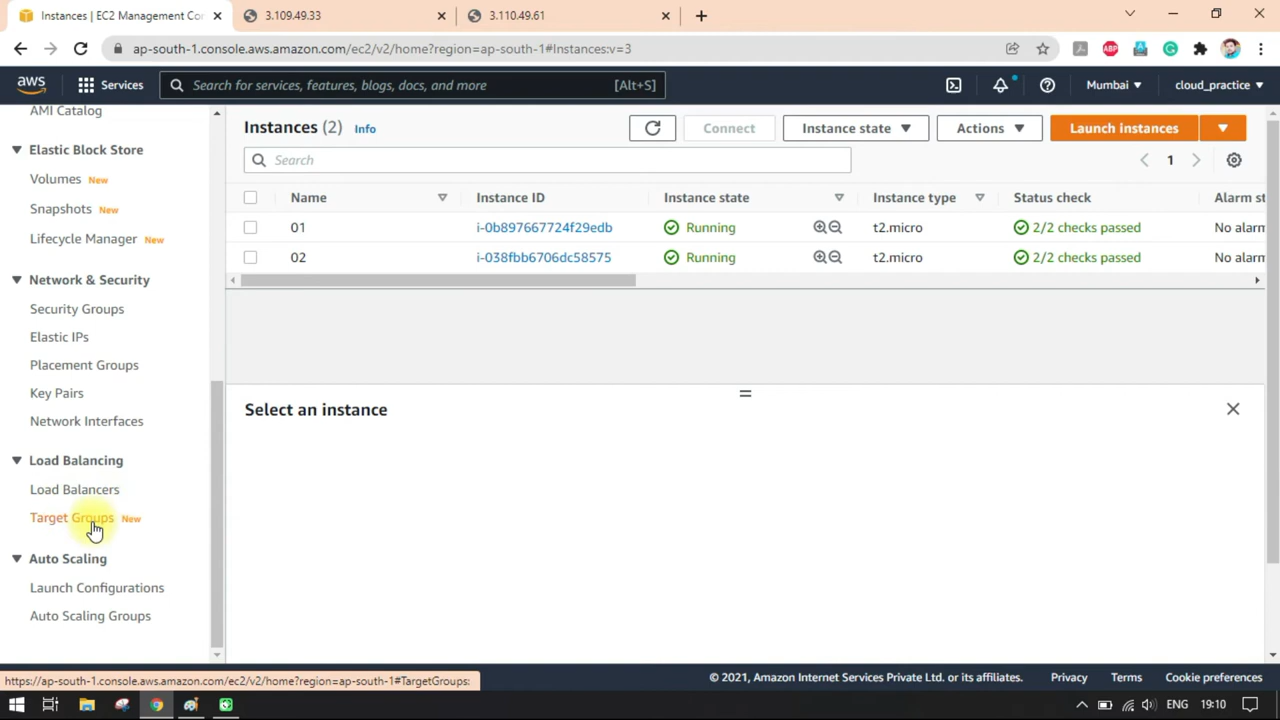 Instances | EC2 Management Con
3.109.49.33
3.110.49.61
ap-south-1.console.aws.amazon.com/ec2/v2/home?region=ap-south-1#Instances:v=3
aws
Services
Search for services, features, blogs, docs, and more
[Alt+S]
Mumbai
cloud_practice
AMI Catalog
Elastic Block Store
Volumes New
Snapshots New
Lifecycle Manager New
Network & Security
Security Groups
Elastic IPs
Placement Groups
Key Pairs
Network Interfaces
Load Balancing
Load Balancers
Target Groups New
Auto Scaling
Launch Configurations
Auto Scaling Groups
Instances (2) Info
Connect
Instance state
Actions
Launch instances
Search
1
Name Instance ID Instance state Instance type Status check Alarm st
01 i-0b897667724f29edb Running t2.micro 2/2 checks passed No alarm
02 i-038fbb6706dc58575 Running t2.micro 2/2 checks passed No alarm
Select an instance
https://ap-south-1.console.aws.amazon.com/ec2/v2/home?region=ap-south-1#TargetGroups:
© 2021, Amazon Internet Services Private Ltd. or its affiliates. Privacy Terms Cookie preferences
ENG 19:10